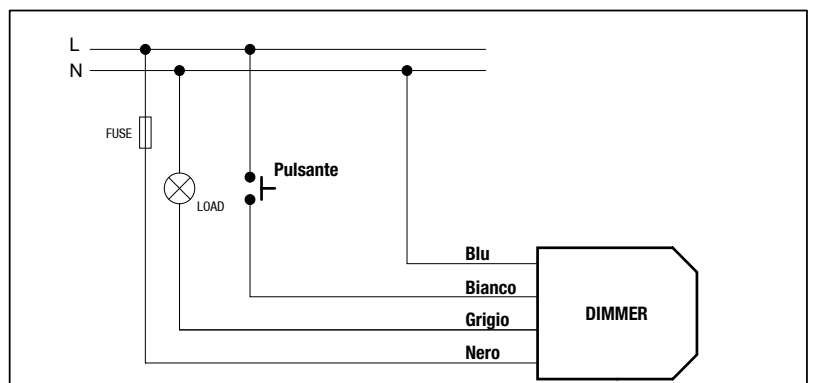 L
N
FUSE
Pulsante
LOAD
Blu
Bianco
Grigio
DIMMER
Nero